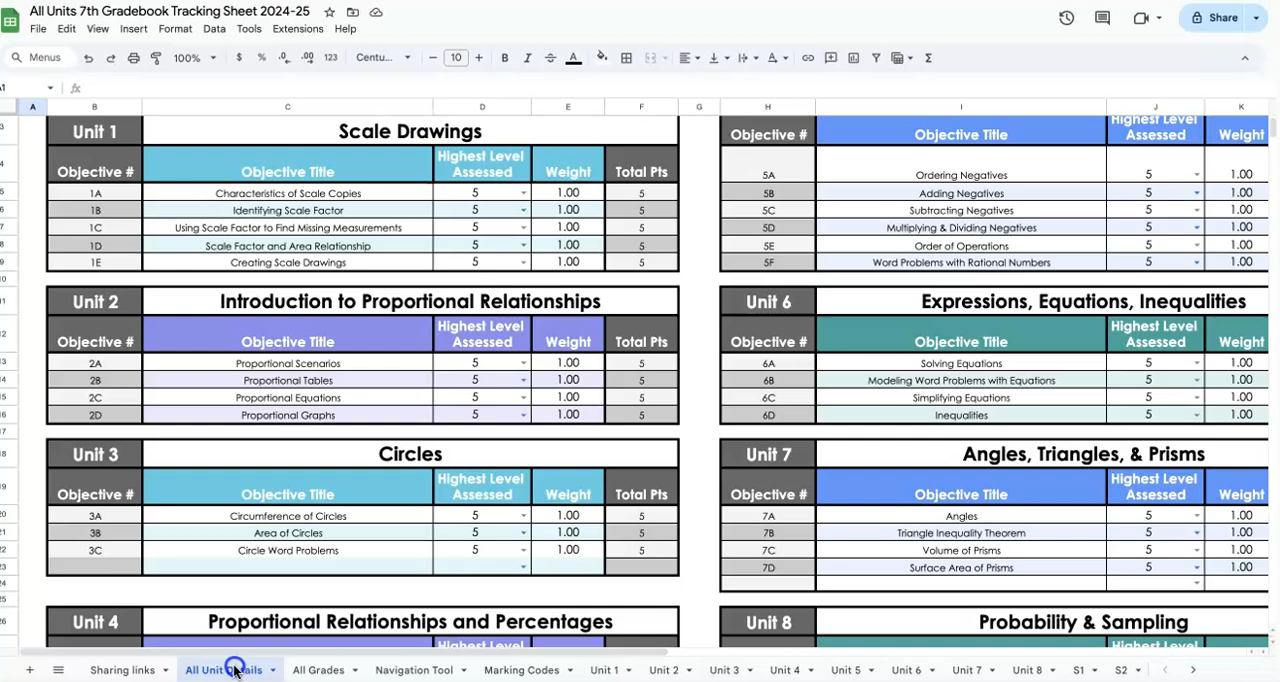 All Units 7th Gradebook Tracking Sheet 2024-25
File Edit View Insert Format Data Tools Extensions Help
Share
Menus 100% $ % .0 .00 123 Centu... − 10 + B I S A Σ
A1 fx
A B C D E F G H I J K
Unit 1 Scale Drawings
Objective # Objective Title Highest Level Assessed Weight Total Pts
1A Characteristics of Scale Copies 5 1.00 5
1B Identifying Scale Factor 5 1.00 5
1C Using Scale Factor to Find Missing Measurements 5 1.00 5
1D Scale Factor and Area Relationship 5 1.00 5
1E Creating Scale Drawings 5 1.00 5
Unit 2 Introduction to Proportional Relationships
Objective # Objective Title Highest Level Assessed Weight Total Pts
2A Proportional Scenarios 5 1.00 5
2B Proportional Tables 5 1.00 5
2C Proportional Equations 5 1.00 5
2D Proportional Graphs 5 1.00 5
Unit 3 Circles
Objective # Objective Title Highest Level Assessed Weight Total Pts
3A Circumference of Circles 5 1.00 5
3B Area of Circles 5 1.00 5
3C Circle Word Problems 5 1.00 5
Unit 4 Proportional Relationships and Percentages
Highest Level
Objective # Objective Title Highest Level Assessed Weight
5A Ordering Negatives 5 1.00
5B Adding Negatives 5 1.00
5C Subtracting Negatives 5 1.00
5D Multiplying & Dividing Negatives 5 1.00
5E Order of Operations 5 1.00
5F Word Problems with Rational Numbers 5 1.00
Unit 6 Expressions, Equations, Inequalities
Objective # Objective Title Highest Level Assessed Weight
6A Solving Equations 5 1.00
6B Modeling Word Problems with Equations 5 1.00
6C Simplifying Equations 5 1.00
6D Inequalities 5 1.00
Unit 7 Angles, Triangles, & Prisms
Objective # Objective Title Highest Level Assessed Weight
7A Angles 5 1.00
7B Triangle Inequality Theorem 5 1.00
7C Volume of Prisms 5 1.00
7D Surface Area of Prisms 5 1.00
Unit 8 Probability & Sampling
Highest Level
Sharing links All Unit Details All Grades Navigation Tool Marking Codes Unit 1 Unit 2 Unit 3 Unit 4 Unit 5 Unit 6 Unit 7 Unit 8 S1 S2